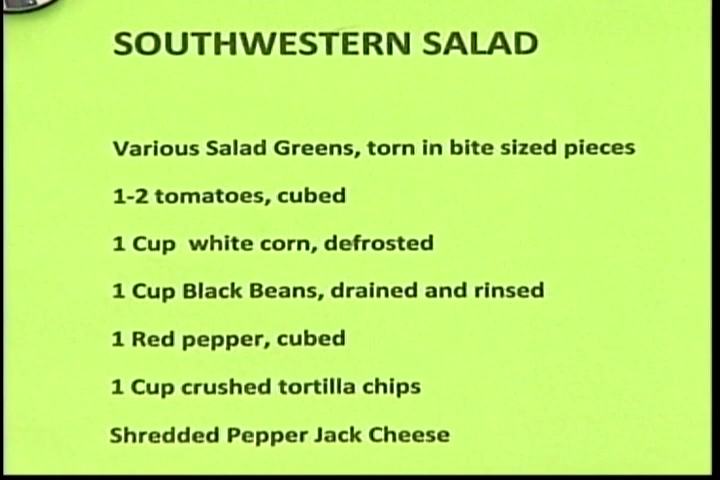 SOUTHWESTERN SALAD
Various Salad Greens, torn in bite sized pieces
1-2 tomatoes, cubed
1 Cup  white corn, defrosted
1 Cup Black Beans, drained and rinsed
1 Red pepper, cubed
1 Cup crushed tortilla chips
Shredded Pepper Jack Cheese